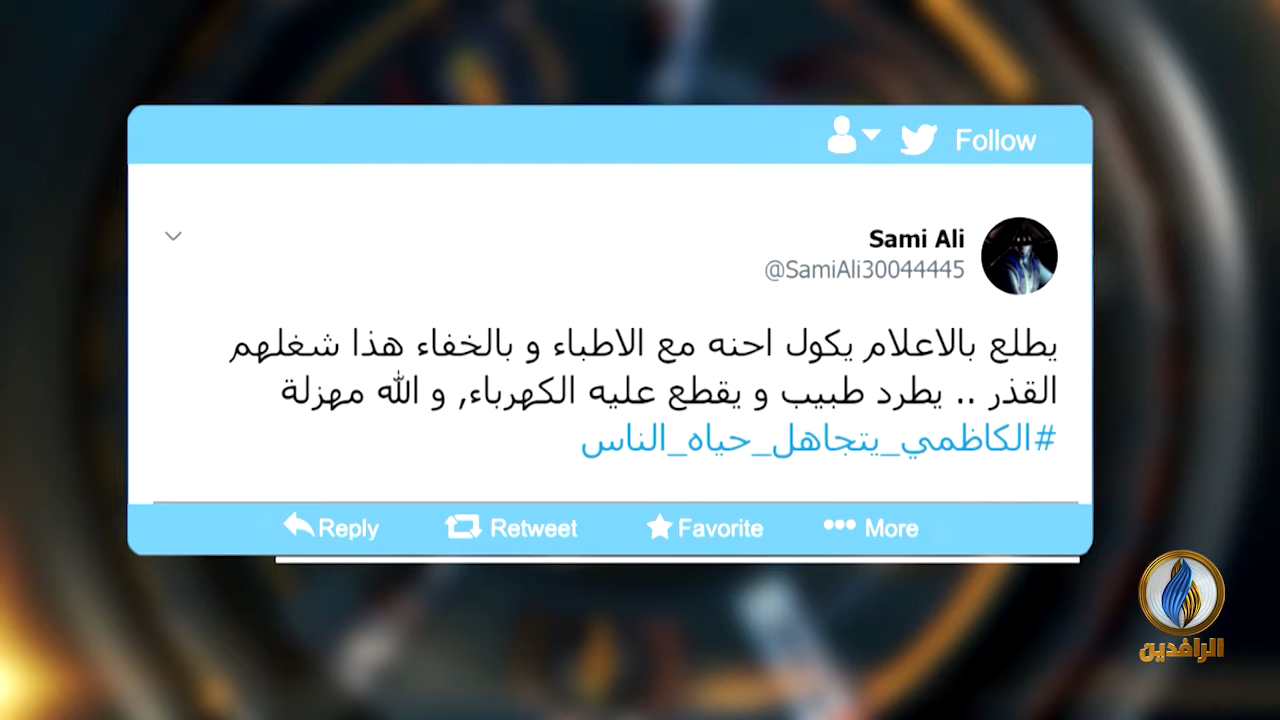 Follow
Sami Ali
@SamiAli30044445
يطلع بالاعلام يكول احنه مع الاطباء و بالخفاء هذا شغلهم
القذر .. يطرد طبيب و يقطع عليه الكهرباء, و الله مهزلة
#الكاظمي_يتجاهل_حياه_الناس
Reply Retweet Favorite More
الرافدين